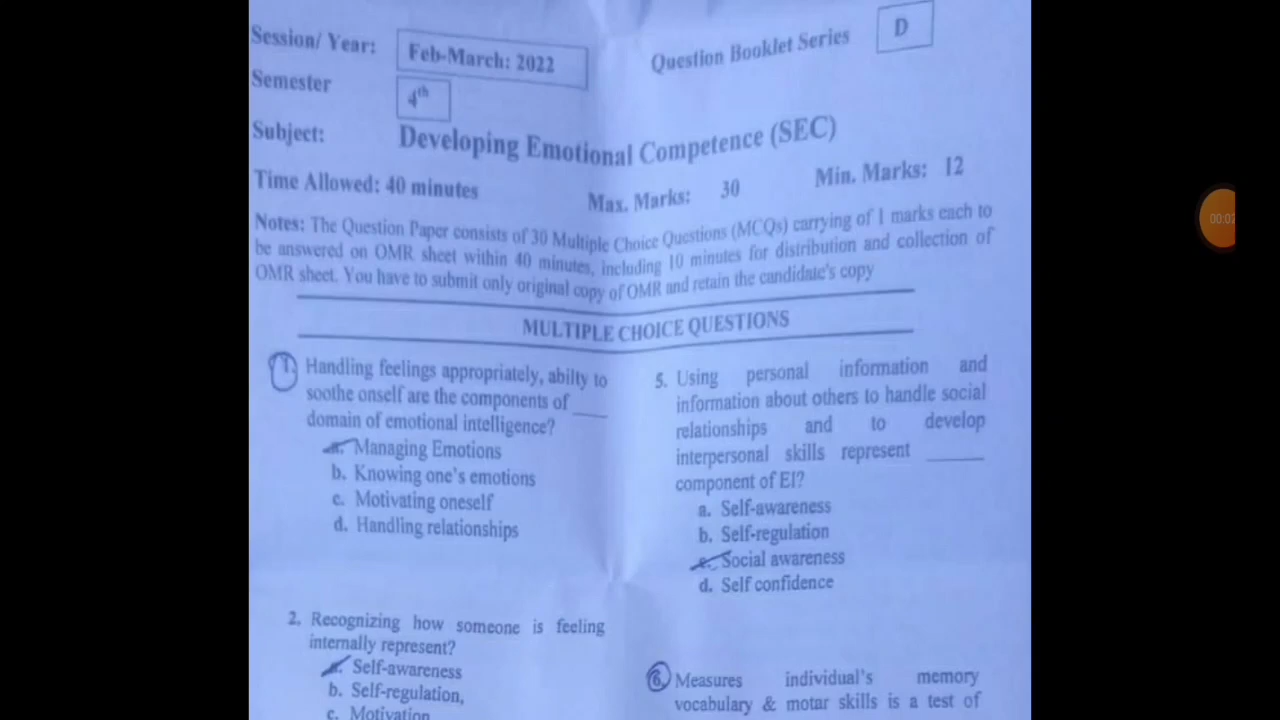 Session/ Year: Feb-March: 2022 Question Booklet Series D
Semester 4th
Subject: Developing Emotional Competence (SEC)
Time Allowed: 40 minutes Max. Marks: 30 Min. Marks: 12
Notes: The Question Paper consists of 30 Multiple Choice Questions (MCQs) carrying of 1 marks each to
be answered on OMR sheet within 40 minutes, including 10 minutes for distribution and collection of
OMR sheet. You have to submit only original copy of OMR and retain the candidate's copy
MULTIPLE CHOICE QUESTIONS
1. Handling feelings appropriately, abilty to
soothe onself are the components of ____
domain of emotional intelligence?
a. Managing Emotions
b. Knowing one's emotions
c. Motivating oneself
d. Handling relationships
2. Recognizing how someone is feeling
internally represent?
a. Self-awareness
b. Self-regulation,
c. Motivation
5. Using personal information and
information about others to handle social
relationships and to develop
interpersonal skills represent ______
component of EI?
a. Self-awareness
b. Self-regulation
c. Social awareness
d. Self confidence
6. Measures individual's memory
vocabulary & motar skills is a test of